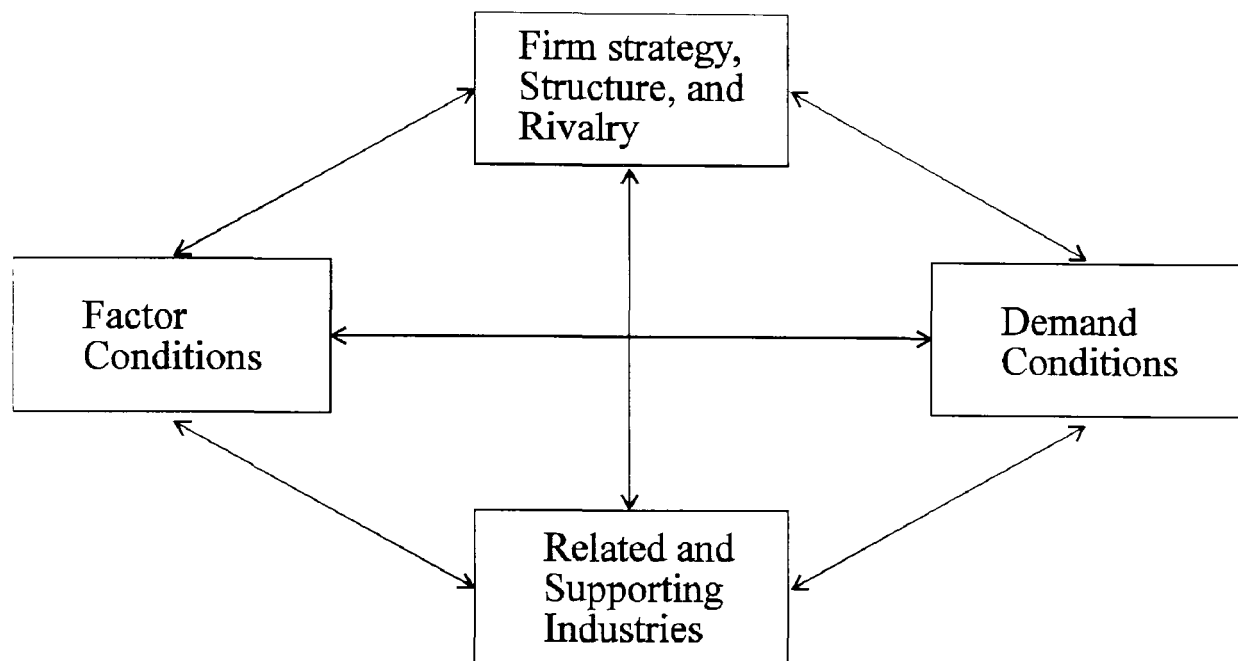 Firm strategy,
Structure, and
Rivalry
Factor
Conditions
Demand
Conditions
Related and
Supporting
Industries